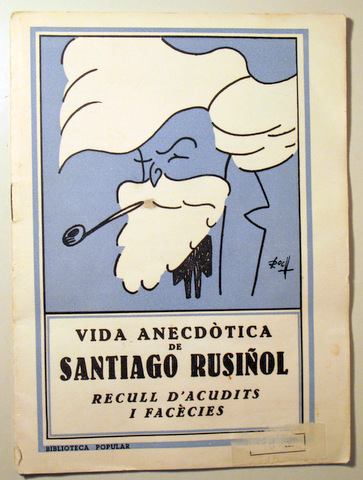 VIDA ANECDÒTICA
DE
SANTIAGO RUSIÑOL
RECULL D'ACUDITS
I FACÈCIES
BIBLIOTECA POPULAR